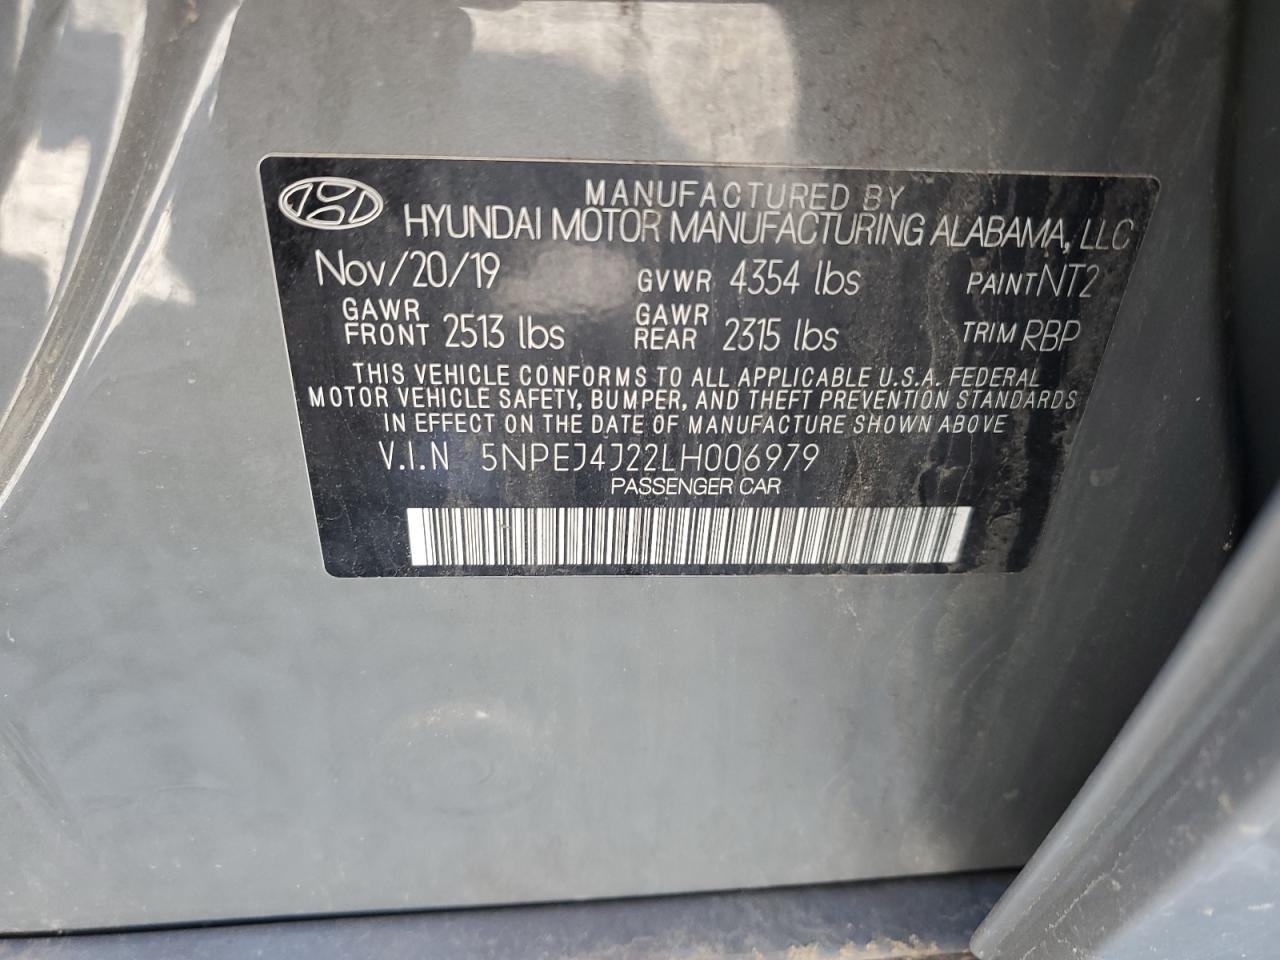 MANUFACTURED BY
HYUNDAI MOTOR MANUFACTURING ALABAMA, LLC
Nov/20/19 GVWR 4354 lbs PAINT NT2
GAWR FRONT 2513 lbs GAWR REAR 2315 lbs TRIM RBP
THIS VEHICLE CONFORMS TO ALL APPLICABLE U.S.A. FEDERAL
MOTOR VEHICLE SAFETY, BUMPER, AND THEFT PREVENTION STANDARDS
IN EFFECT ON THE DATE OF MANUFACTURE SHOWN ABOVE
V.I.N 5NPEJ4J22LH006979
PASSENGER CAR